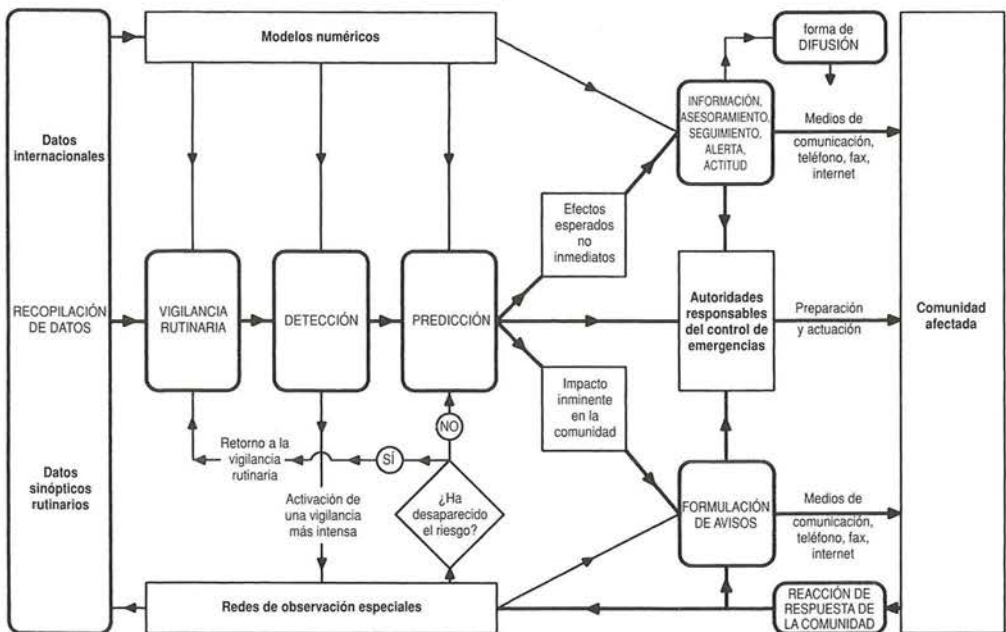 Modelos numéricos
forma de
DIFUSIÓN
INFORMACIÓN,
ASESORAMIENTO,
SEGUIMIENTO,
ALERTA,
ACTITUD
Medios de
comunicación,
teléfono, fax,
internet
Datos
internacionales
Efectos
esperados
no
inmediatos
RECOPILACIÓN
DE DATOS
VIGILANCIA
RUTINARIA
DETECCIÓN
PREDICCIÓN
Autoridades
responsables
del control de
emergencias
Preparación
y actuación
Comunidad
afectada
Impacto
inminente
en la
comunidad
NO
SÍ
Retorno a la
vigilancia
rutinaria
Datos
sinópticos
rutinarios
Activación de
una vigilancia
más intensa
¿Ha
desaparecido
el riesgo?
FORMULACIÓN
DE AVISOS
Medios de
comunicación,
teléfono, fax,
internet
Redes de observación especiales
REACCIÓN DE
RESPUESTA DE
LA COMUNIDAD